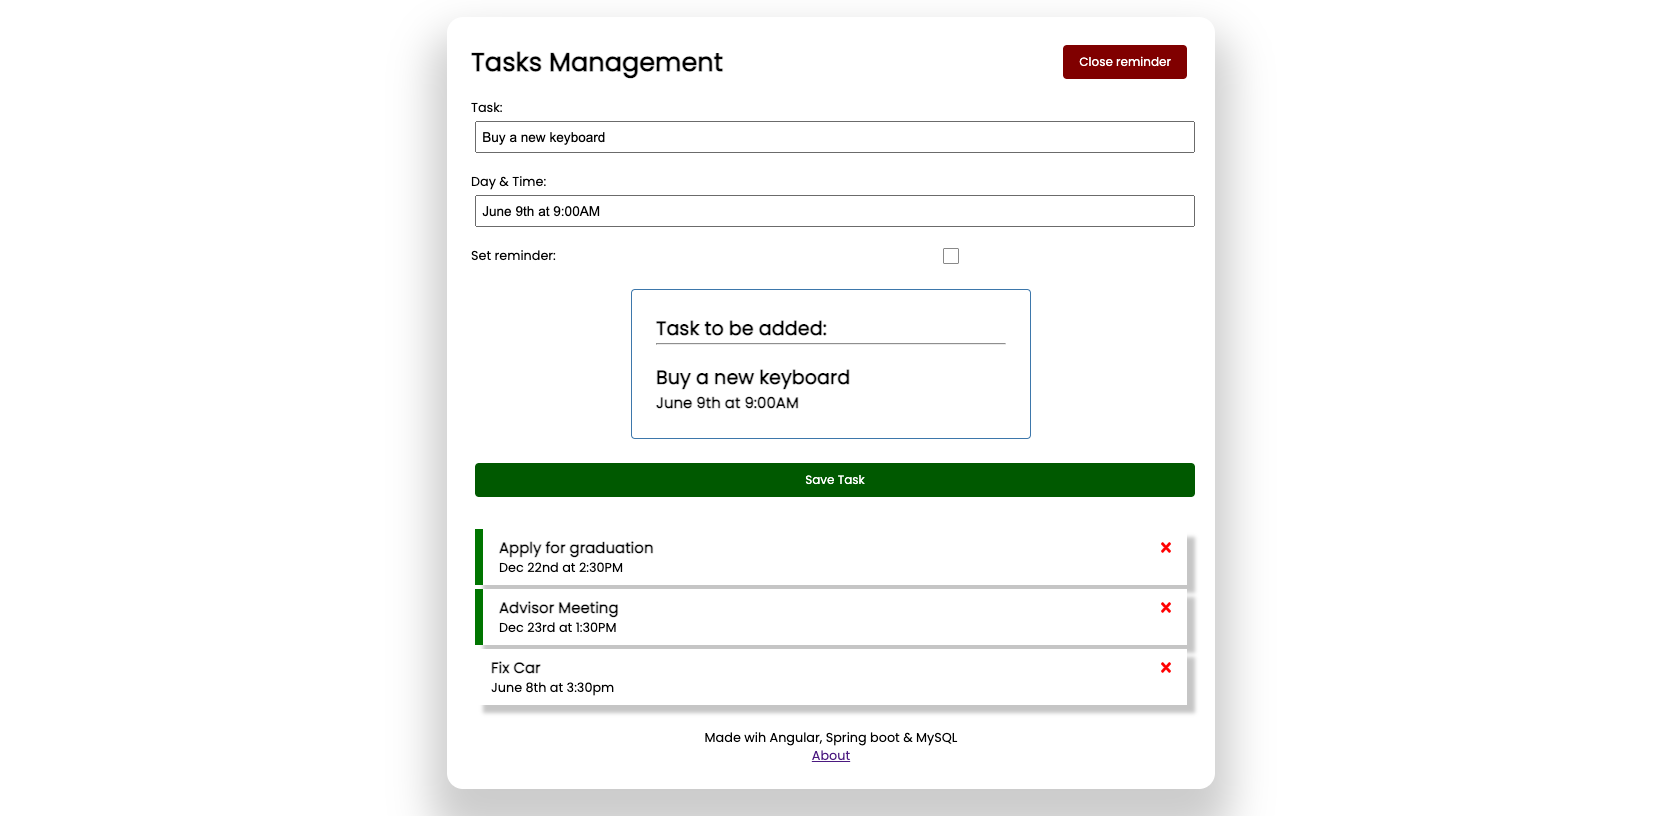 Tasks Management
Close reminder
Task:
Buy a new keyboard
Day & Time:
June 9th at 9:00AM
Set reminder:
Task to be added:
Buy a new keyboard
June 9th at 9:00AM
Save Task
Apply for graduation
Dec 22nd at 2:30PM
Advisor Meeting
Dec 23rd at 1:30PM
Fix Car
June 8th at 3:30pm
Made wih Angular, Spring boot & MySQL
About